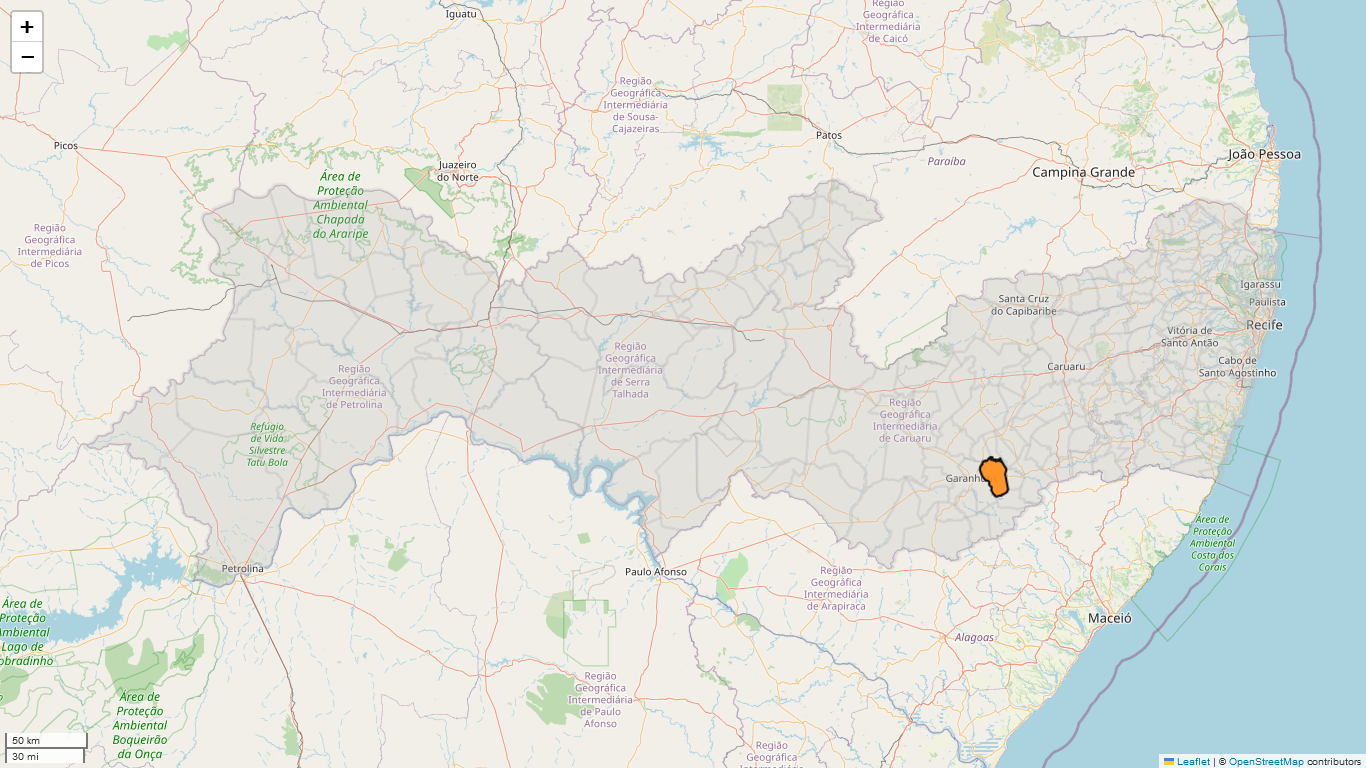 +
−
Iguatu
Região
Geográfica
Intermediária
de Caicó
Região
Geográfica
Intermediária
de Sousa-
Cajazeiras
Patos
Picos
Juazeiro
do Norte
Paraíba
João Pessoa
Campina Grande
Área de
Proteção
Ambiental
Chapada
do Araripe
Região
Geográfica
Intermediária
de Picos
Santa Cruz
do Capibaribe
Igarassu
Paulista
Recife
Vitória de
Santo Antão
Cabo de
Santo Agostinho
Caruaru
Região
Geográfica
Intermediária
de Serra
Talhada
Região
Geográfica
Intermediária
de Petrolina
Região
Geográfica
Intermediária
de Caruaru
Refúgio
de Vida
Silvestre
Tatu Bola
Garanhu
Área de
Proteção
Ambiental
Costa dos
Corais
Petrolina
Paulo Afonso
Região
Geográfica
Intermediária
de Arapiraca
Maceió
Alagoas
Área de
Proteção
Ambiental
Lago de
obradinho
Região
Geográfica
Intermediária
de Paulo
Afonso
Área de
Proteção
Ambiental
Boqueirão
da Onça
Região
Geográfica
Intermediária
50 km
30 mi
Leaflet | © OpenStreetMap contributors